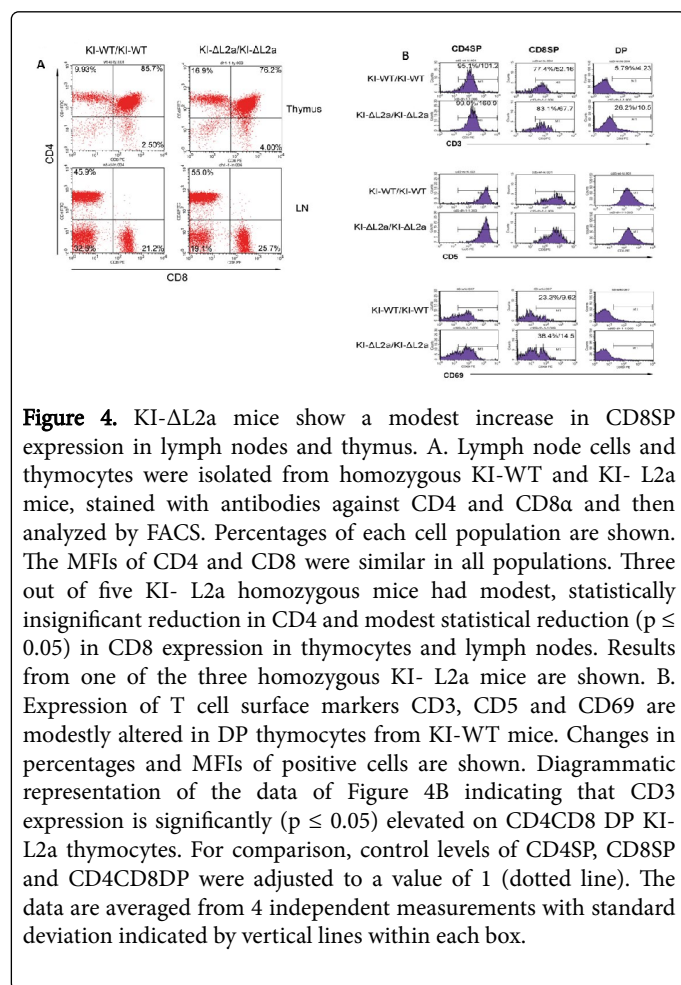 KI-WT/KI-WT KI-ΔL2a/KI-ΔL2a
A
9.93% 85.7%
16.9% 76.2%
2.50%
4.00%
Thymus
CD4
45.9%
55.0%
21.2%
25.7%
LN
CD8
B
CD4SP CD8SP DP
KI-WT/KI-WT
77.4%/62.16
KI-ΔL2a/KI-ΔL2a
83.1%/67.7
26.2%/10.5
CD3
KI-WT/KI-WT
KI-ΔL2a/KI-ΔL2a
CD5
KI-WT/KI-WT
23.3%/9.62
KI-ΔL2a/KI-ΔL2a
38.4%/14.5
CD69
Figure 4. KI-ΔL2a mice show a modest increase in CD8SP
expression in lymph nodes and thymus. A. Lymph node cells and
thymocytes were isolated from homozygous KI-WT and KI- L2a
mice, stained with antibodies against CD4 and CD8α and then
analyzed by FACS. Percentages of each cell population are shown.
The MFIs of CD4 and CD8 were similar in all populations. Three
out of five KI- L2a homozygous mice had modest, statistically
insignificant reduction in CD4 and modest statistical reduction (p ≤
0.05) in CD8 expression in thymocytes and lymph nodes. Results
from one of the three homozygous KI- L2a mice are shown. B.
Expression of T cell surface markers CD3, CD5 and CD69 are
modestly altered in DP thymocytes from KI-WT mice. Changes in
percentages and MFIs of positive cells are shown. Diagrammatic
representation of the data of Figure 4B indicating that CD3
expression is significantly (p ≤ 0.05) elevated on CD4CD8 DP KI-
L2a thymocytes. For comparison, control levels of CD4SP, CD8SP
and CD4CD8DP were adjusted to a value of 1 (dotted line). The
data are averaged from 4 independent measurements with standard
deviation indicated by vertical lines within each box.